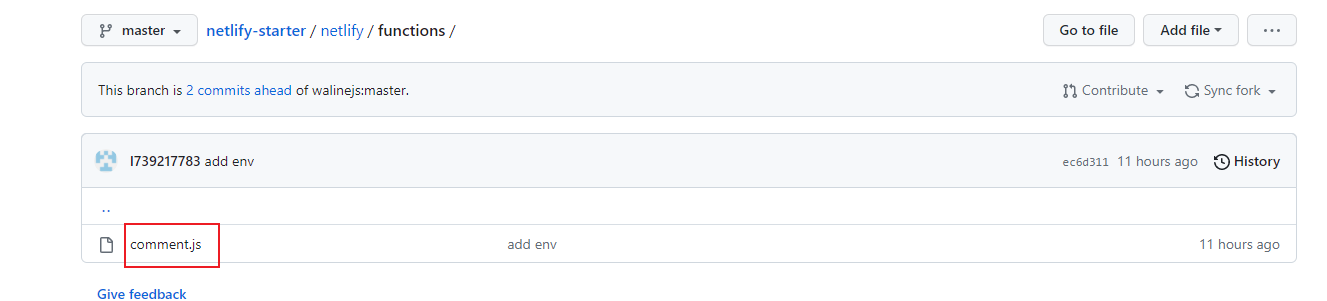 master netlify-starter / netlify / functions / Go to file Add file ...
This branch is 2 commits ahead of walinejs:master. Contribute Sync fork
l739217783 add env ec6d311 11 hours ago History
..
comment.js add env 11 hours ago
Give feedback